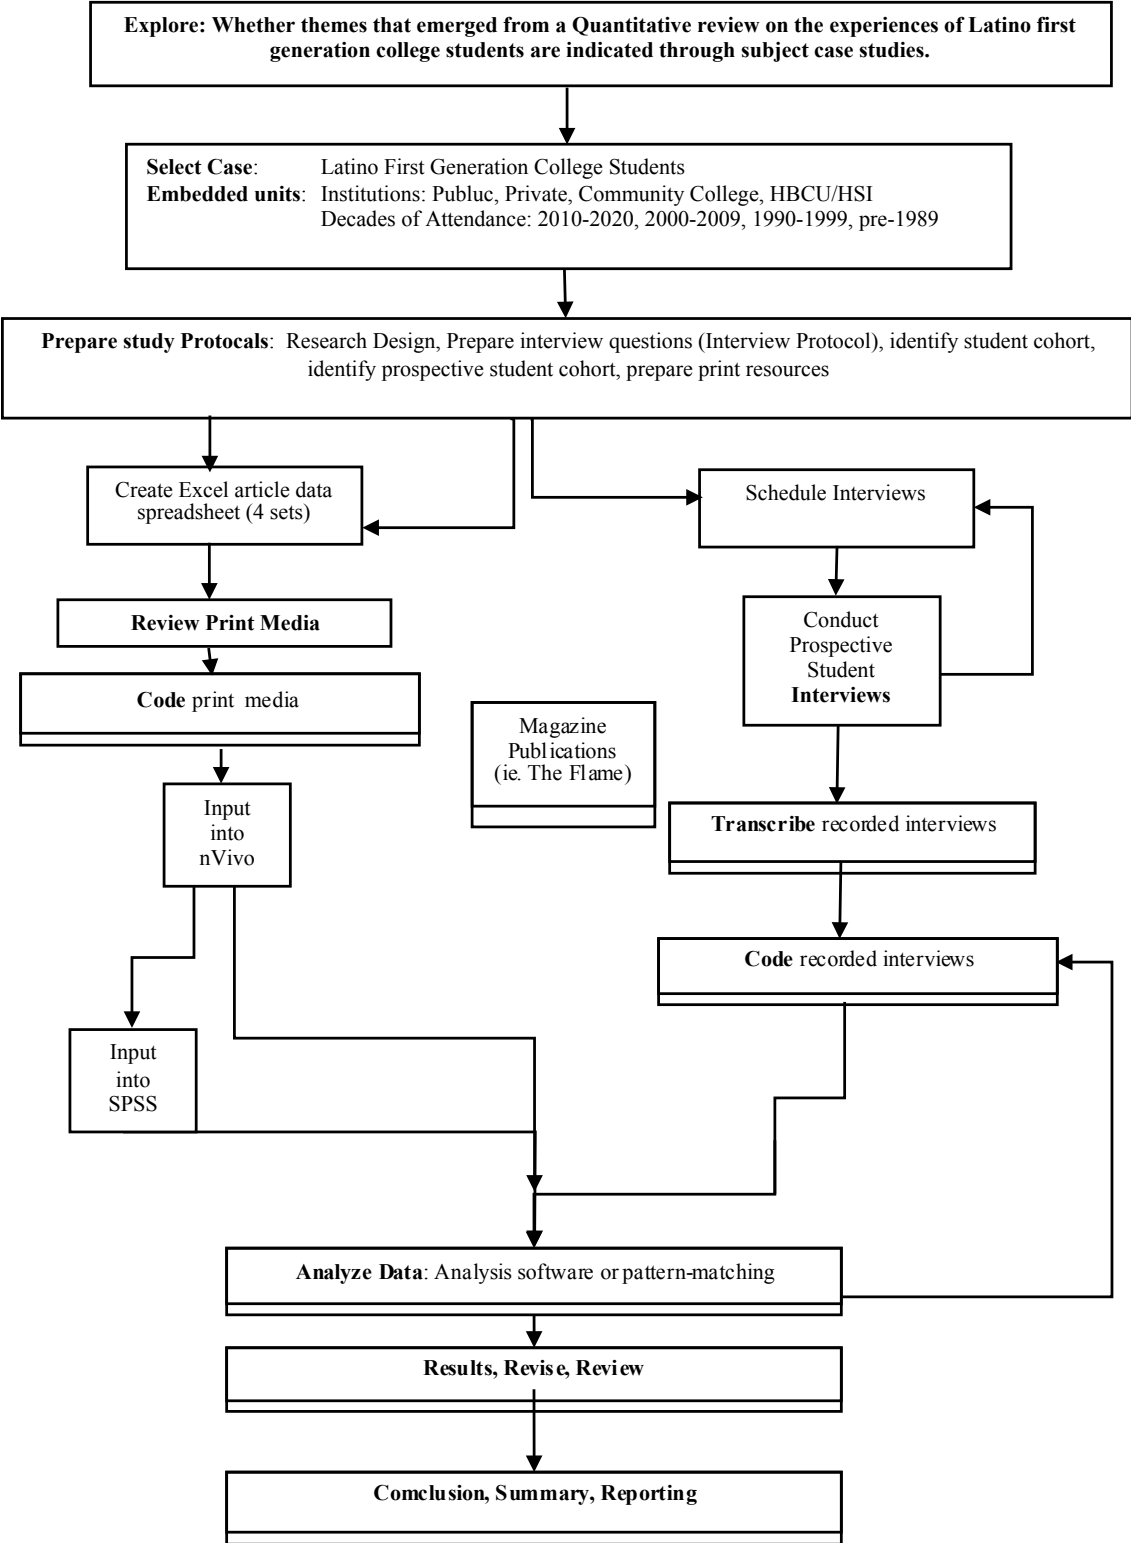 Explore: Whether themes that emerged from a Quantitative review on the experiences of Latino first
generation college students are indicated through subject case studies.
Select Case: Latino First Generation College Students
Embedded units: Institutions: Publuc, Private, Community College, HBCU/HSI
Decades of Attendance: 2010-2020, 2000-2009, 1990-1999, pre-1989
Prepare study Protocals: Research Design, Prepare interview questions (Interview Protocol), identify student cohort,
identify prospective student cohort, prepare print resources
Create Excel article data
spreadsheet (4 sets)
Schedule Interviews
Review Print Media
Conduct
Prospective
Student
Interviews
Code print media
Magazine
Publications
(ie. The Flame)
Input
into
nVivo
Transcribe recorded interviews
Code recorded interviews
Input
into
SPSS
Analyze Data: Analysis software or pattern-matching
Results, Revise, Review
Comclusion, Summary, Reporting